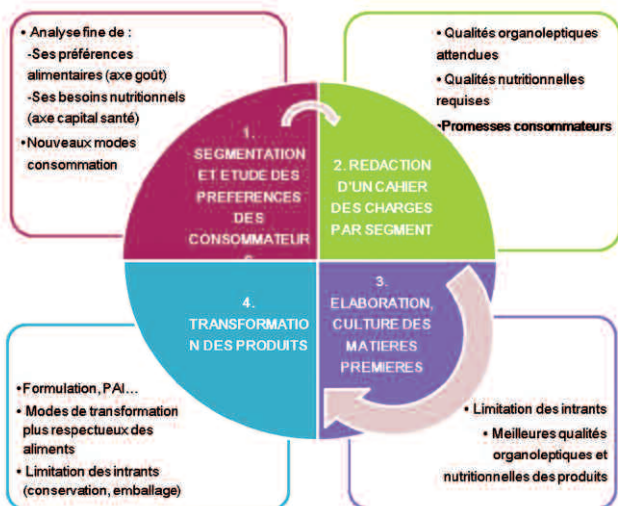 • Analyse fine de :
-Ses préférences
alimentaires (axe goût)
-Ses besoins nutritionnels
(axe capital santé)
• Nouveaux modes
consommation
• Qualités organoleptiques
attendues
• Qualités nutritionnelles
requises
•Promesses consommateurs
1.
SEGMENTATION
ET ETUDE DES
PREFERENCES
DES
CONSOMMATEUR
2. REDACTION
D'UN CAHIER
DES CHARGES
PAR SEGMENT
4.
TRANSFORMATIO
N DES PRODUITS
3.
ELABORATION,
CULTURE DES
MATIERES
PREMIERES
• Formulation, PAI...
• Modes de transformation
plus respectueux des
aliments
• Limitation des intrants
(conservation, emballage)
• Limitation des intrants
• Meilleures qualités
organoleptiques et
nutritionnelles des produits